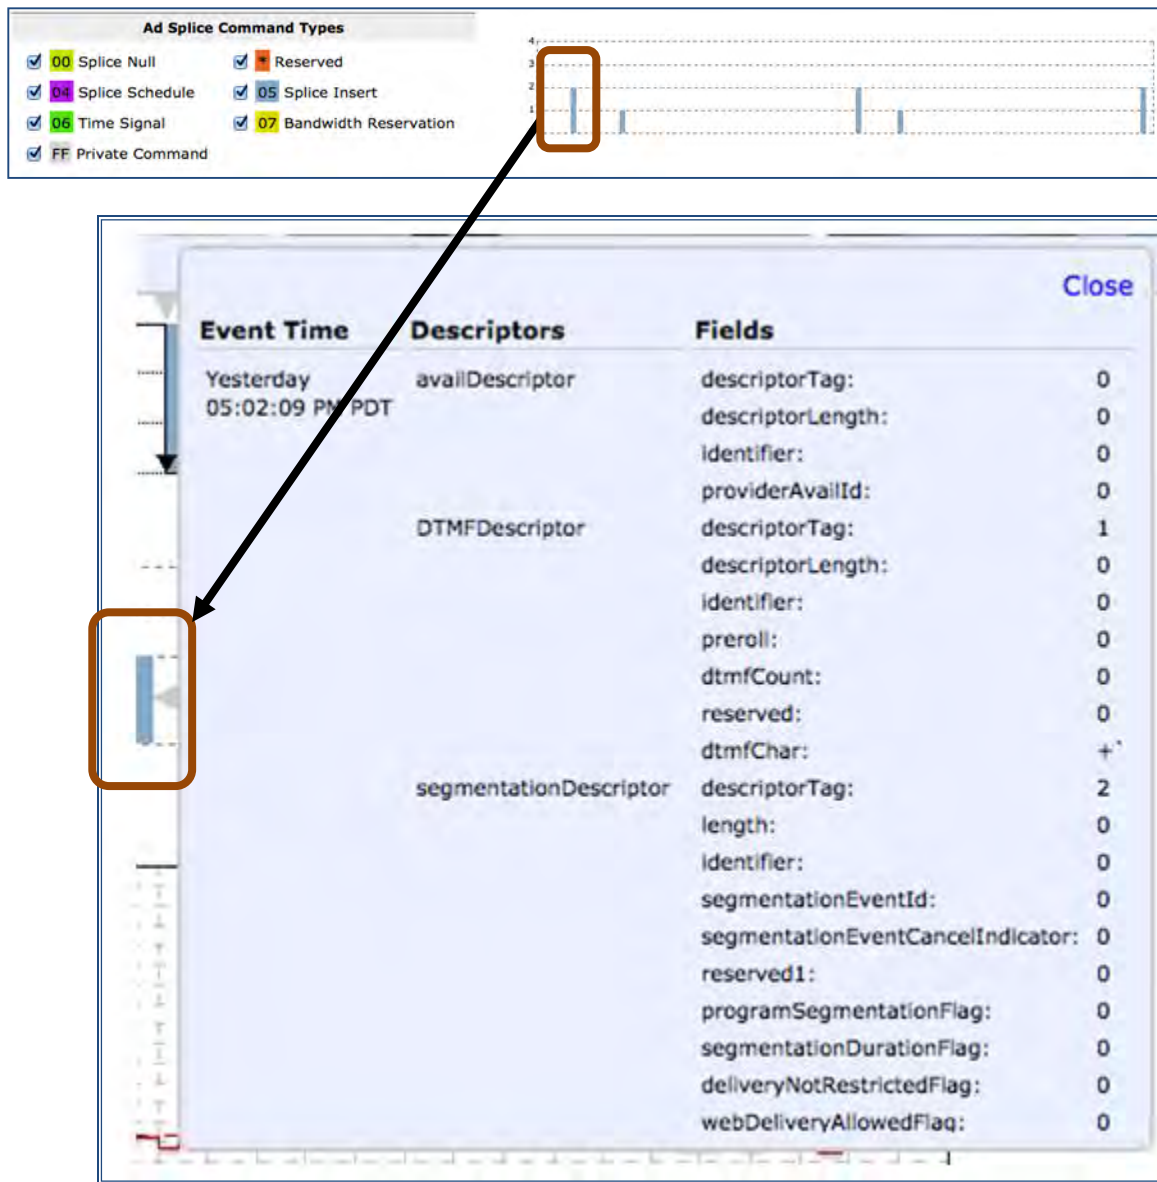 Ad Splice Command Types
00 Splice Null * Reserved
04 Splice Schedule 05 Splice Insert
06 Time Signal 07 Bandwidth Reservation
FF Private Command
4
3
2
1
Close
Event Time Descriptors Fields
Yesterday availDescriptor descriptorTag: 0
05:02:09 PM PDT descriptorLength: 0
identifier: 0
providerAvailId: 0
DTMFDescriptor descriptorTag: 1
descriptorLength: 0
identifier: 0
preroll: 0
dtmfCount: 0
reserved: 0
dtmfChar: +`
segmentationDescriptor descriptorTag: 2
length: 0
identifier: 0
segmentationEventId: 0
segmentationEventCancelIndicator: 0
reserved1: 0
programSegmentationFlag: 0
segmentationDurationFlag: 0
deliveryNotRestrictedFlag: 0
webDeliveryAllowedFlag: 0